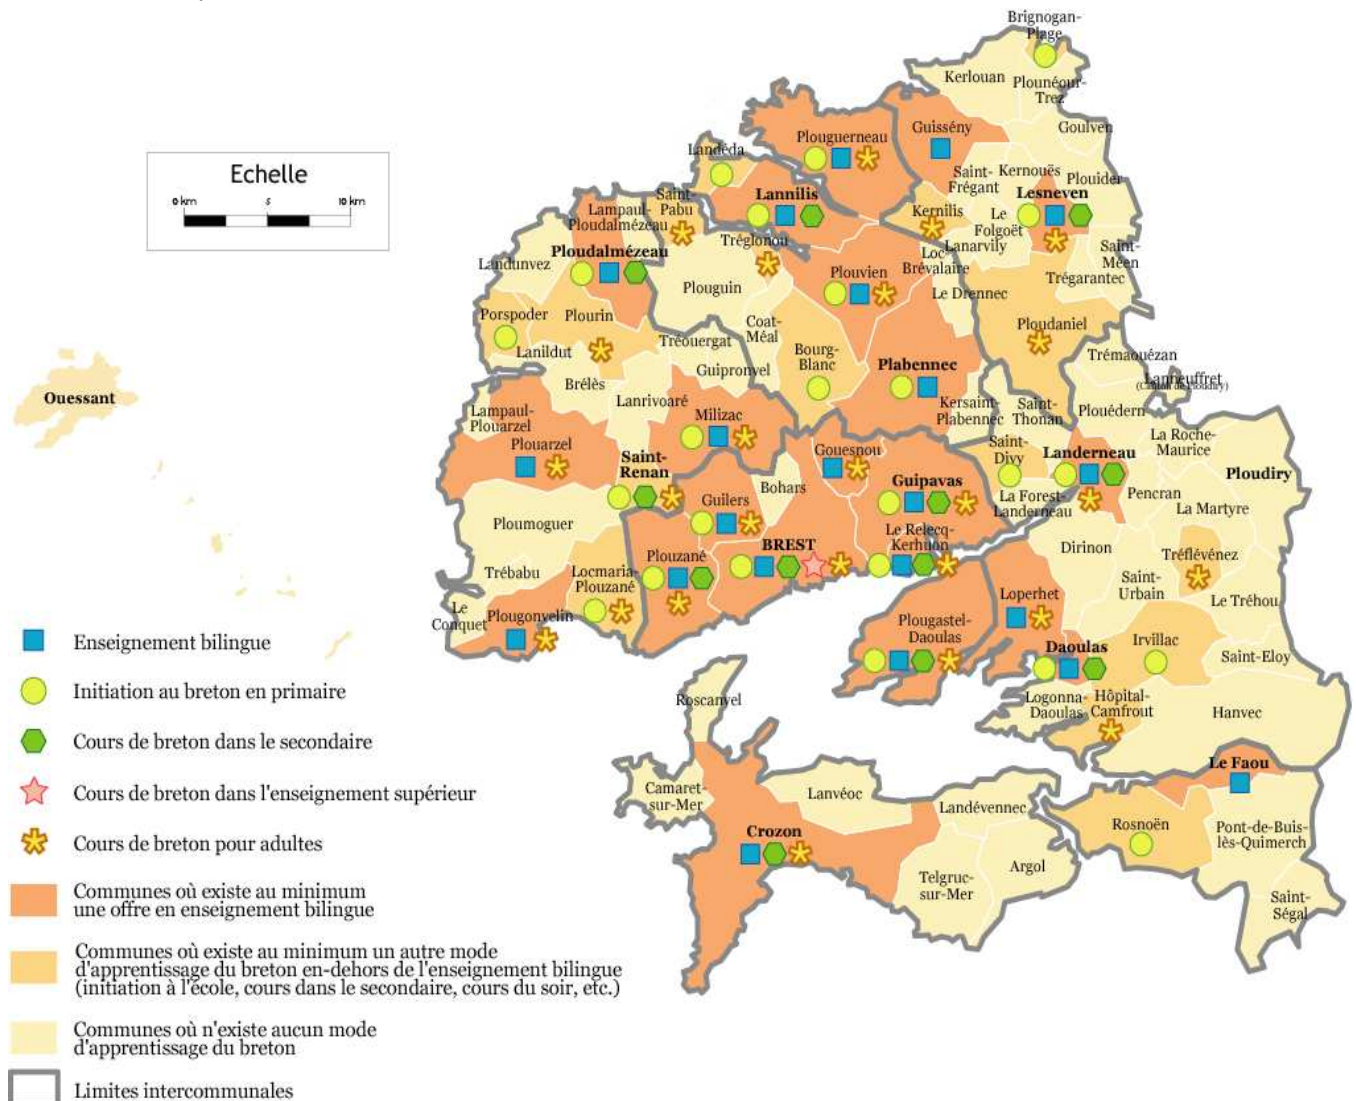 Brignogan-
Plage
Kerlouan
Plounéour-
Trez
Goulven
Plouguerneau
Guissény
Landéda
Saint-
Frégant
Kernouës
Plouider
Lesneven
Lannilis
Saint-
Pabu
Kernilis
Le
Folgoët
Lanarvily
Lampaul-
Ploudalmézeau
Tréglonou
Loc-
Brévalaire
Saint-
Méen
Trégarantec
Ploudalmézeau
Landunvez
Plouguin
Plouvien
Le Drennec
Porspoder
Plourin
Lanildut
Tréouergat
Coat-
Méal
Bourg-
Blanc
Ploudaniel
Guipronvel
Brélès
Plabennec
Trémaouézan
Lanneuffret
(Canton de Ploudiry)
Lanrivoaré
Kersaint-
Plabennec
Saint-
Thonan
Plouédern
Lampaul-
Plouarzel
Plouarzel
Milizac
Saint-
Renan
Gouesnou
Saint-
Divy
Landerneau
La Roche-
Maurice
Ploudiry
Guilers
Bohars
Guipavas
La Forest-
Landerneau
Pencran
La Martyre
Ploumoguer
BREST
Le Relecq-
Kerhuon
Dirinon
Tréflévénez
Plouzané
Trébabu
Locmaria-
Plouzané
Saint-
Urbain
Le Tréhou
Loperhet
Le
Conquet
Plougonvelin
Plougastel-
Daoulas
Daoulas
Irvillac
Saint-Eloy
Logonna-
Daoulas
Hôpital-
Camfrout
Hanvec
Roscanvel
Le Faou
Camaret-
sur-Mer
Lanvéoc
Landévennec
Crozon
Rosnoën
Pont-de-Buis-
lès-Quimerch
Argol
Telgruc-
sur-Mer
Saint-
Ségal
Ouessant
Echelle
0 km
5
10 km
Enseignement bilingue
Initiation au breton en primaire
Cours de breton dans le secondaire
Cours de breton dans l'enseignement supérieur
Cours de breton pour adultes
Communes où existe au minimum
une offre en enseignement bilingue
Communes où existe au minimum un autre mode
d'apprentissage du breton en-dehors de l'enseignement bilingue
(initiation à l'école, cours dans le secondaire, cours du soir, etc.)
Communes où n'existe aucun mode
d'apprentissage du breton
Limites intercommunales